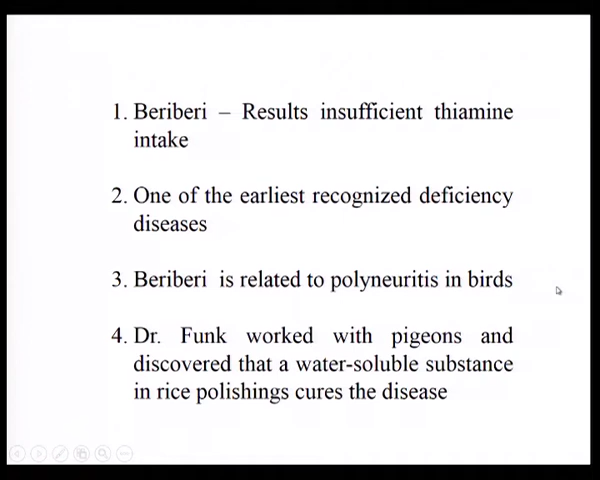 1. Beriberi – Results insufficient thiamine
intake
2. One of the earliest recognized deficiency
diseases
3. Beriberi is related to polyneuritis in birds
4. Dr. Funk worked with pigeons and
discovered that a water-soluble substance
in rice polishings cures the disease